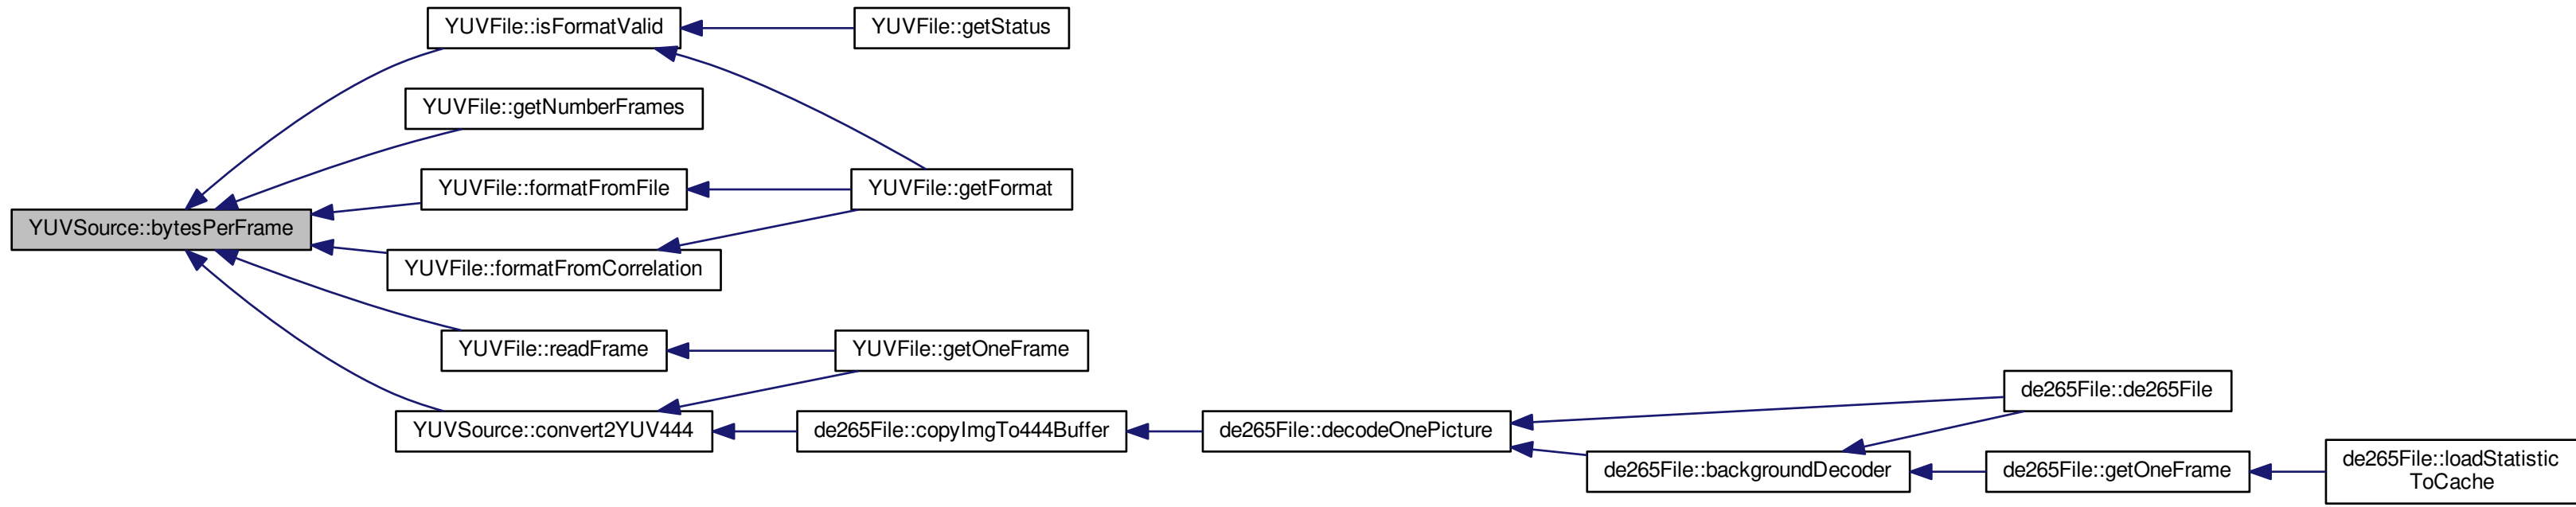 YUVFile::isFormatValid
YUVFile::getStatus
YUVFile::getNumberFrames
YUVFile::formatFromFile
YUVFile::getFormat
YUVSource::bytesPerFrame
YUVFile::formatFromCorrelation
YUVFile::readFrame
YUVFile::getOneFrame
de265File::de265File
YUVSource::convert2YUV444
de265File::copyImgTo444Buffer
de265File::decodeOnePicture
de265File::backgroundDecoder
de265File::getOneFrame
de265File::loadStatistic
ToCache